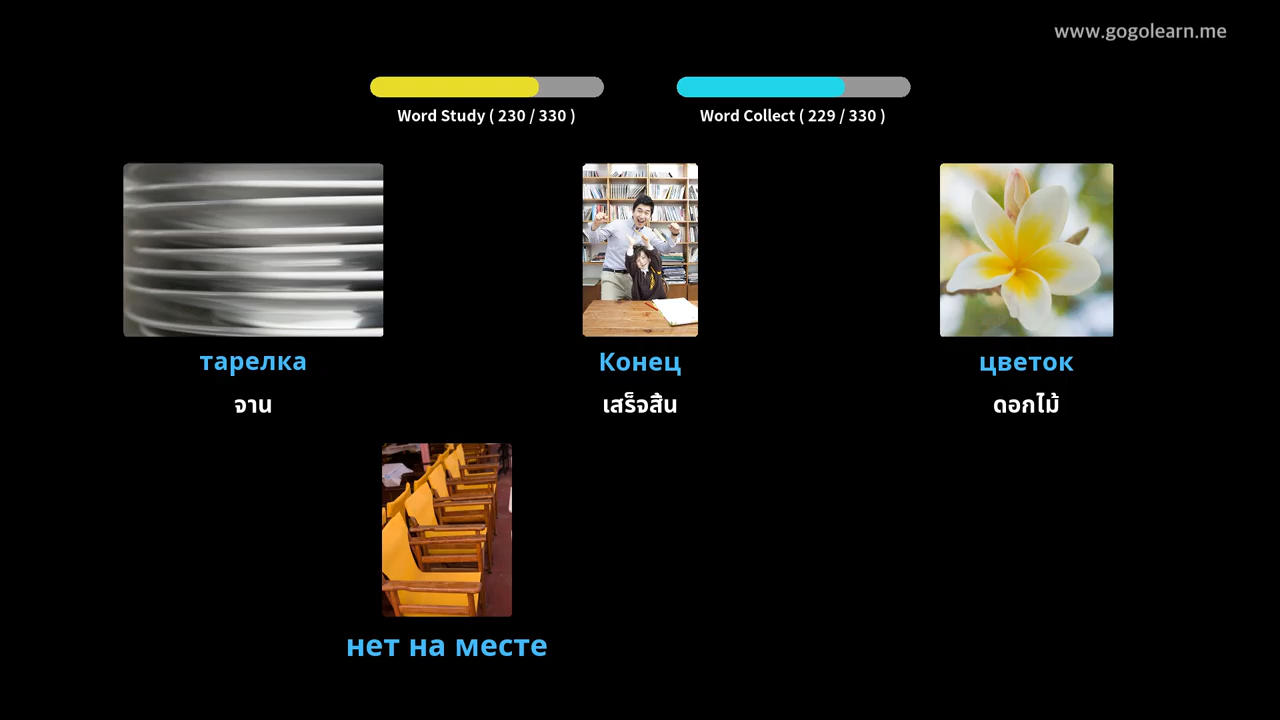 www.gogolearn.me
Word Study ( 230 / 330 )
Word Collect ( 229 / 330 )
тарелка
จาน
Конец
เสร็จสิ้น
цветок
ดอกไม้
нет на месте